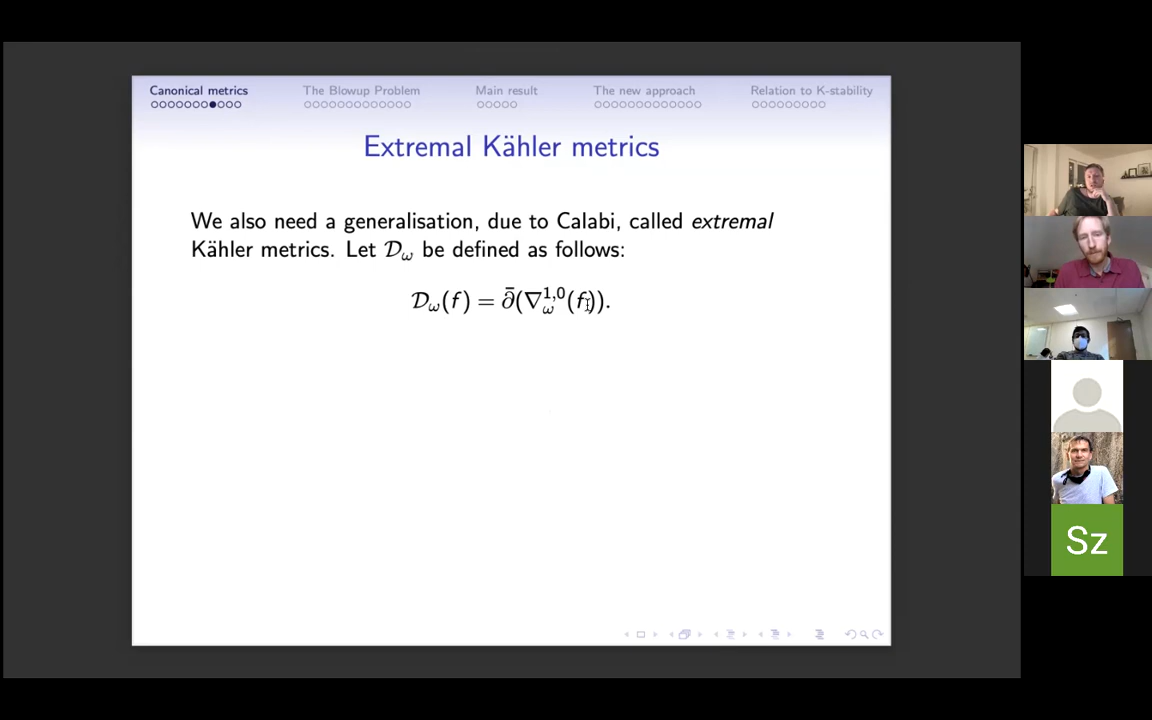 Canonical metrics
The Blowup Problem
Main result
The new approach
Relation to K-stability
Extremal Kähler metrics
We also need a generalisation, due to Calabi, called extremal
Kähler metrics. Let 𝒟_ω be defined as follows:
𝒟_ω(f) = ∂̄(∇_ω^{1,0}(f)).
Sz